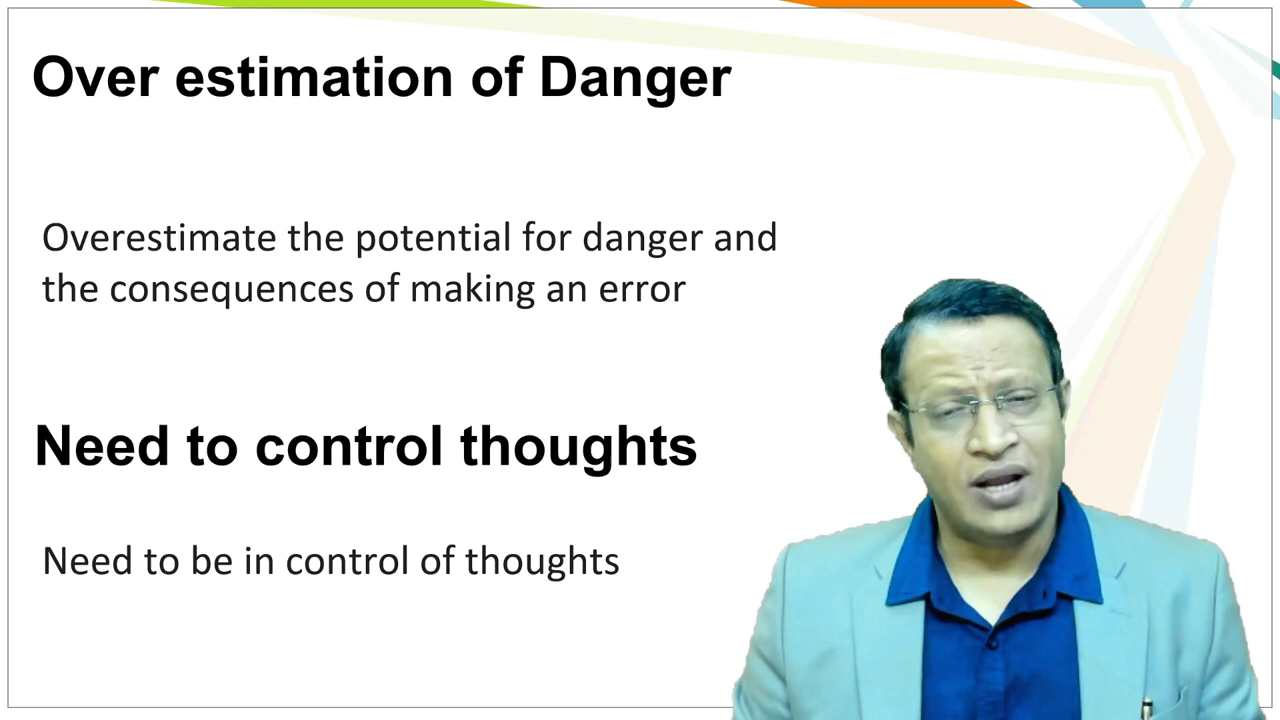 Over estimation of Danger
Overestimate the potential for danger and
the consequences of making an error
Need to control thoughts
Need to be in control of thoughts